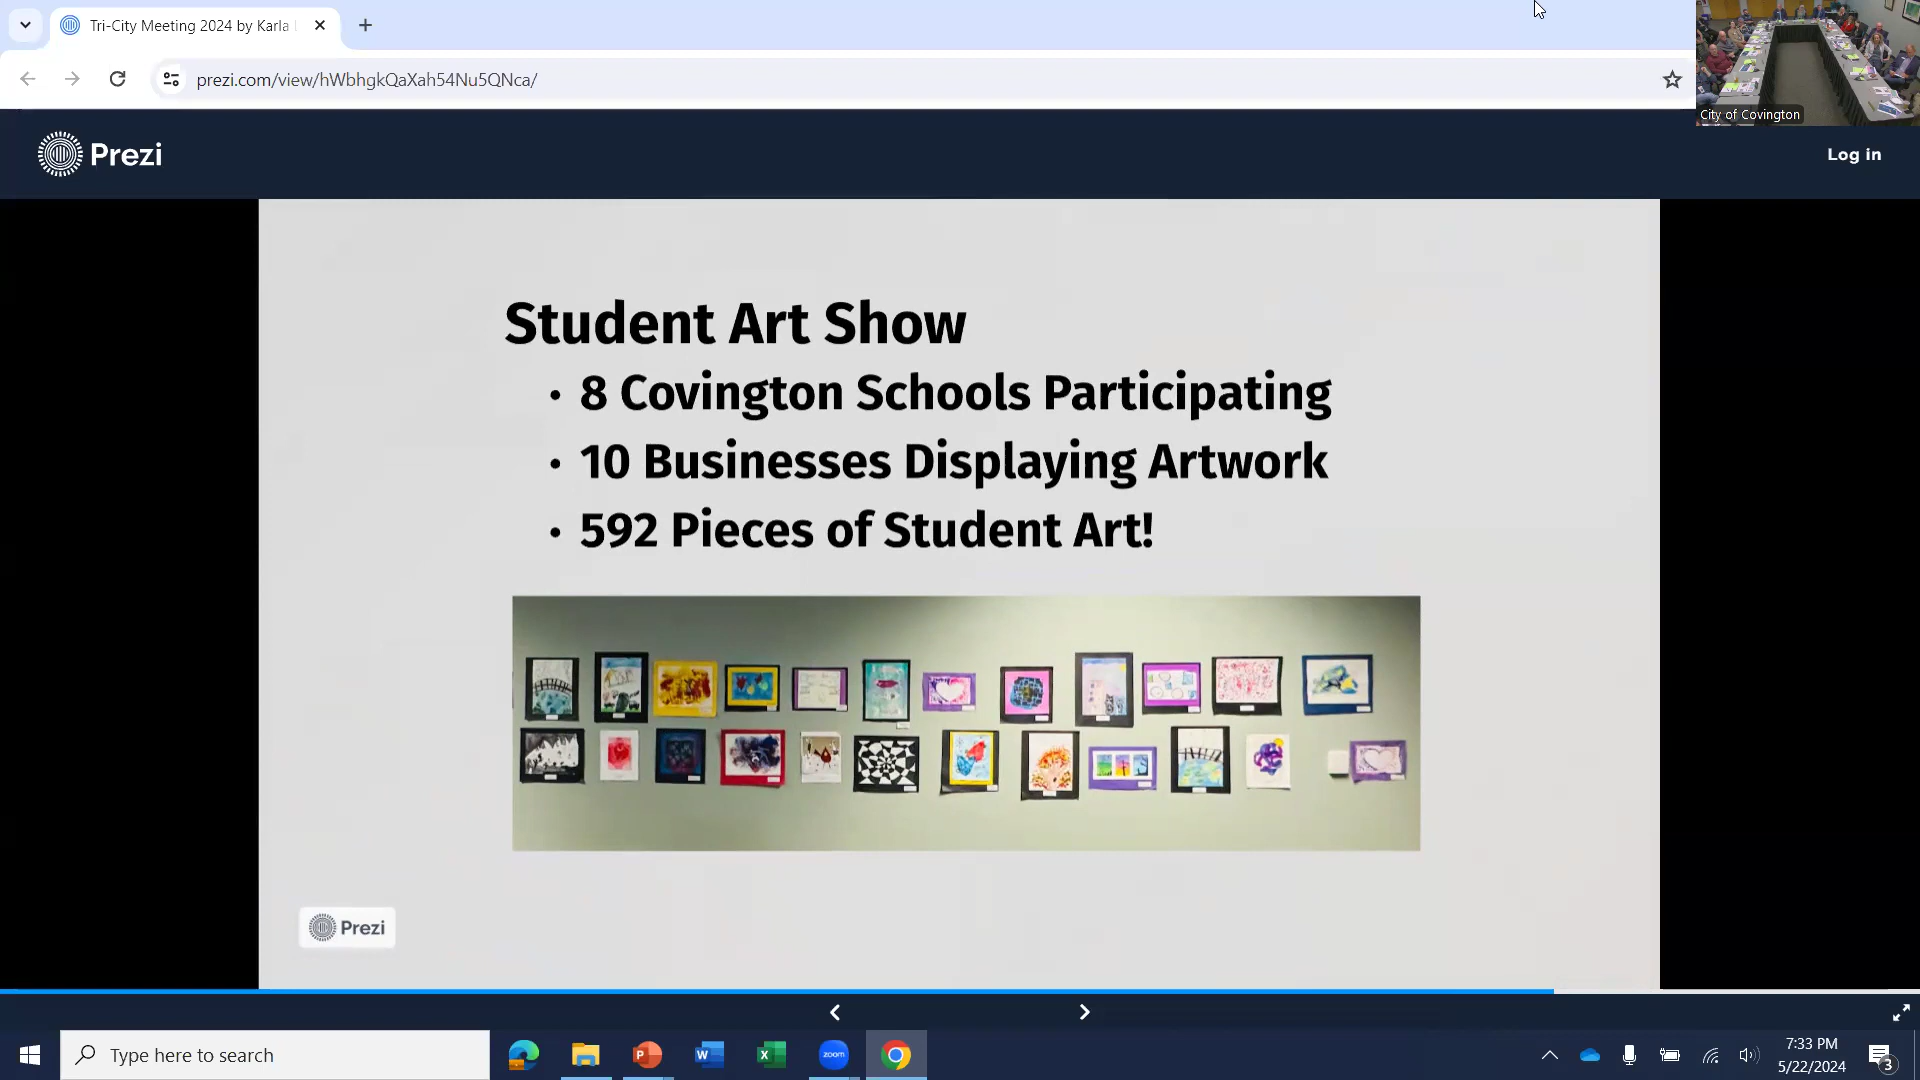 Tri-City Meeting 2024 by Karla
prezi.com/view/hWbhgkQaXah54Nu5QNca/
City of Covington
Prezi
Log in
Student Art Show
• 8 Covington Schools Participating
• 10 Businesses Displaying Artwork
• 592 Pieces of Student Art!
Prezi
Type here to search
zoom
7:33 PM
5/22/2024
3